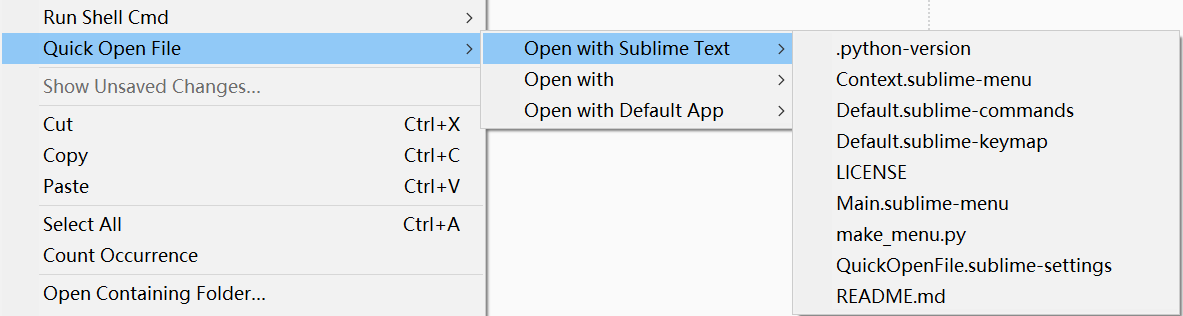 Run Shell Cmd
Quick Open File
Show Unsaved Changes...
Cut Ctrl+X
Copy Ctrl+C
Paste Ctrl+V
Select All Ctrl+A
Count Occurrence
Open Containing Folder...
Open with Sublime Text
Open with
Open with Default App
.python-version
Context.sublime-menu
Default.sublime-commands
Default.sublime-keymap
LICENSE
Main.sublime-menu
make_menu.py
QuickOpenFile.sublime-settings
README.md